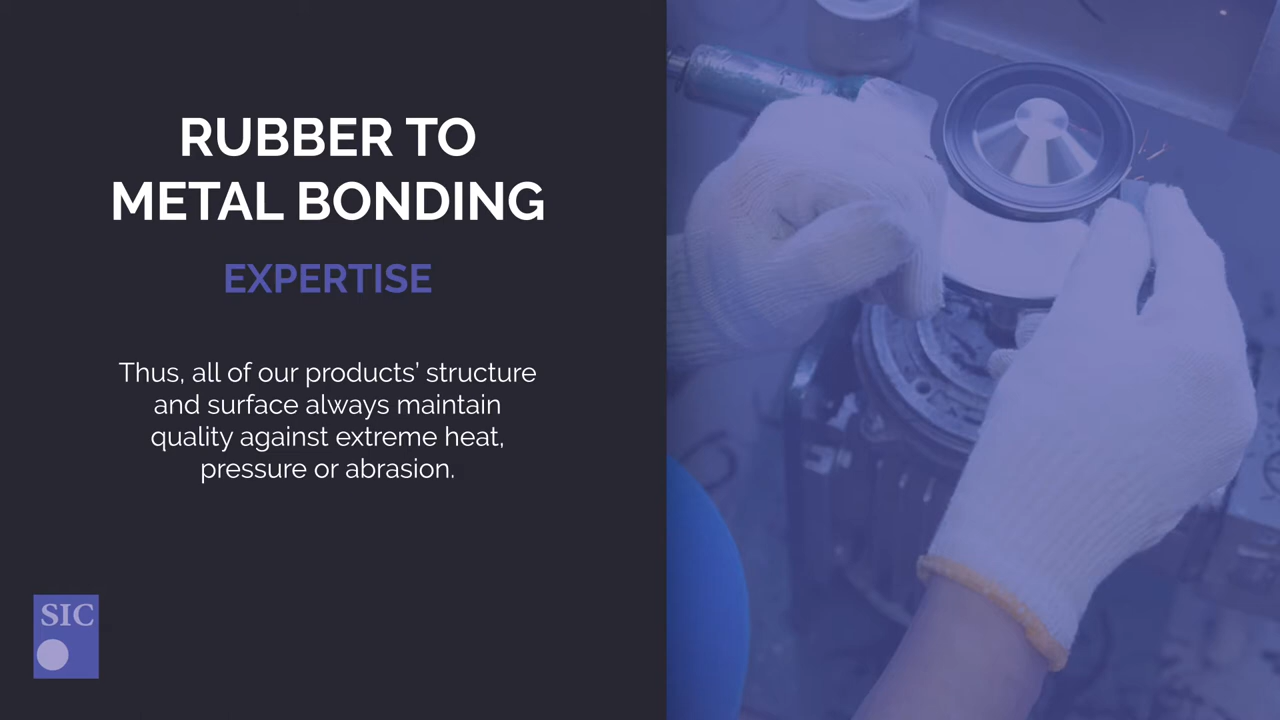 RUBBER TO
METAL BONDING
EXPERTISE
Thus, all of our products’ structure
and surface always maintain
quality against extreme heat,
pressure or abrasion.
SIC